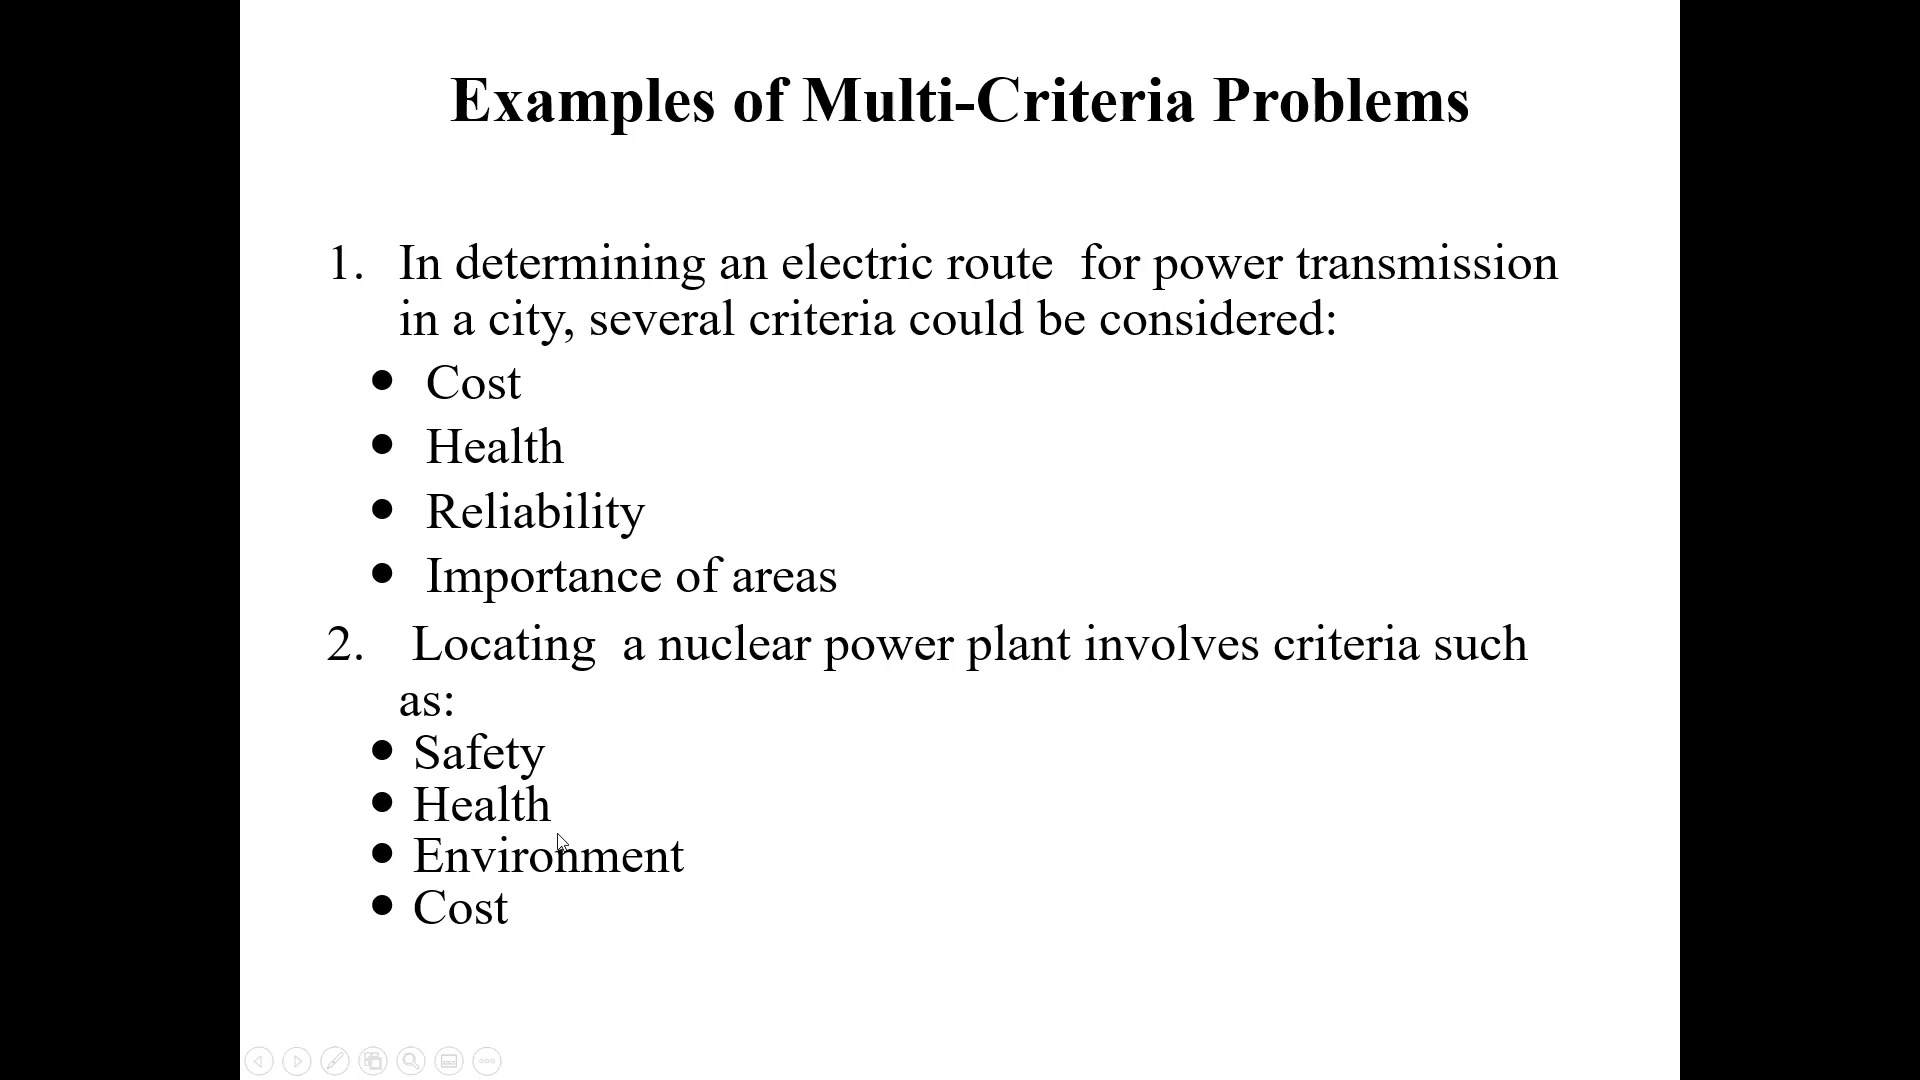 Examples of Multi-Criteria Problems
1. In determining an electric route for power transmission
in a city, several criteria could be considered:
● Cost
● Health
● Reliability
● Importance of areas
2. Locating a nuclear power plant involves criteria such
as:
● Safety
● Health
● Environment
● Cost